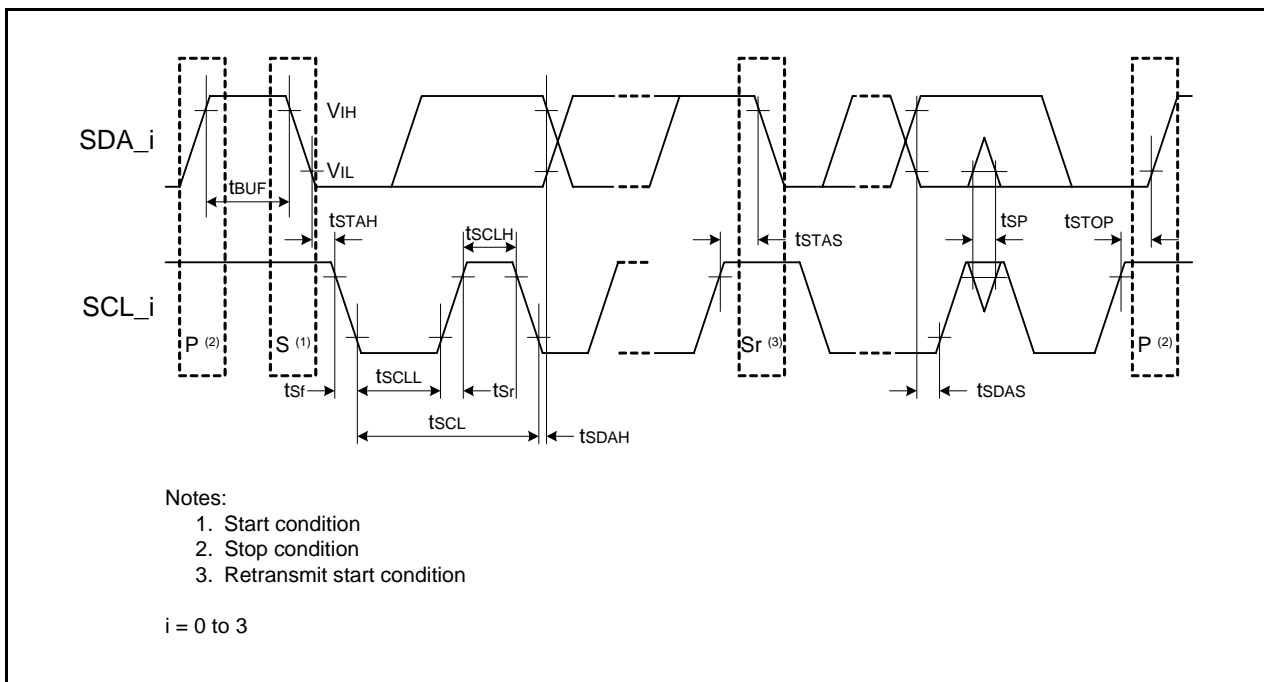 SDA_i
VIH
VIL
tBUF
tSTAH
tSCLH
tSTAS
tSP
tSTOP
SCL_i
P (2)
S (1)
Sr (3)
P (2)
tSf
tSCLL
tSr
tSDAS
tSCL
tSDAH
Notes:
1. Start condition
2. Stop condition
3. Retransmit start condition
i = 0 to 3